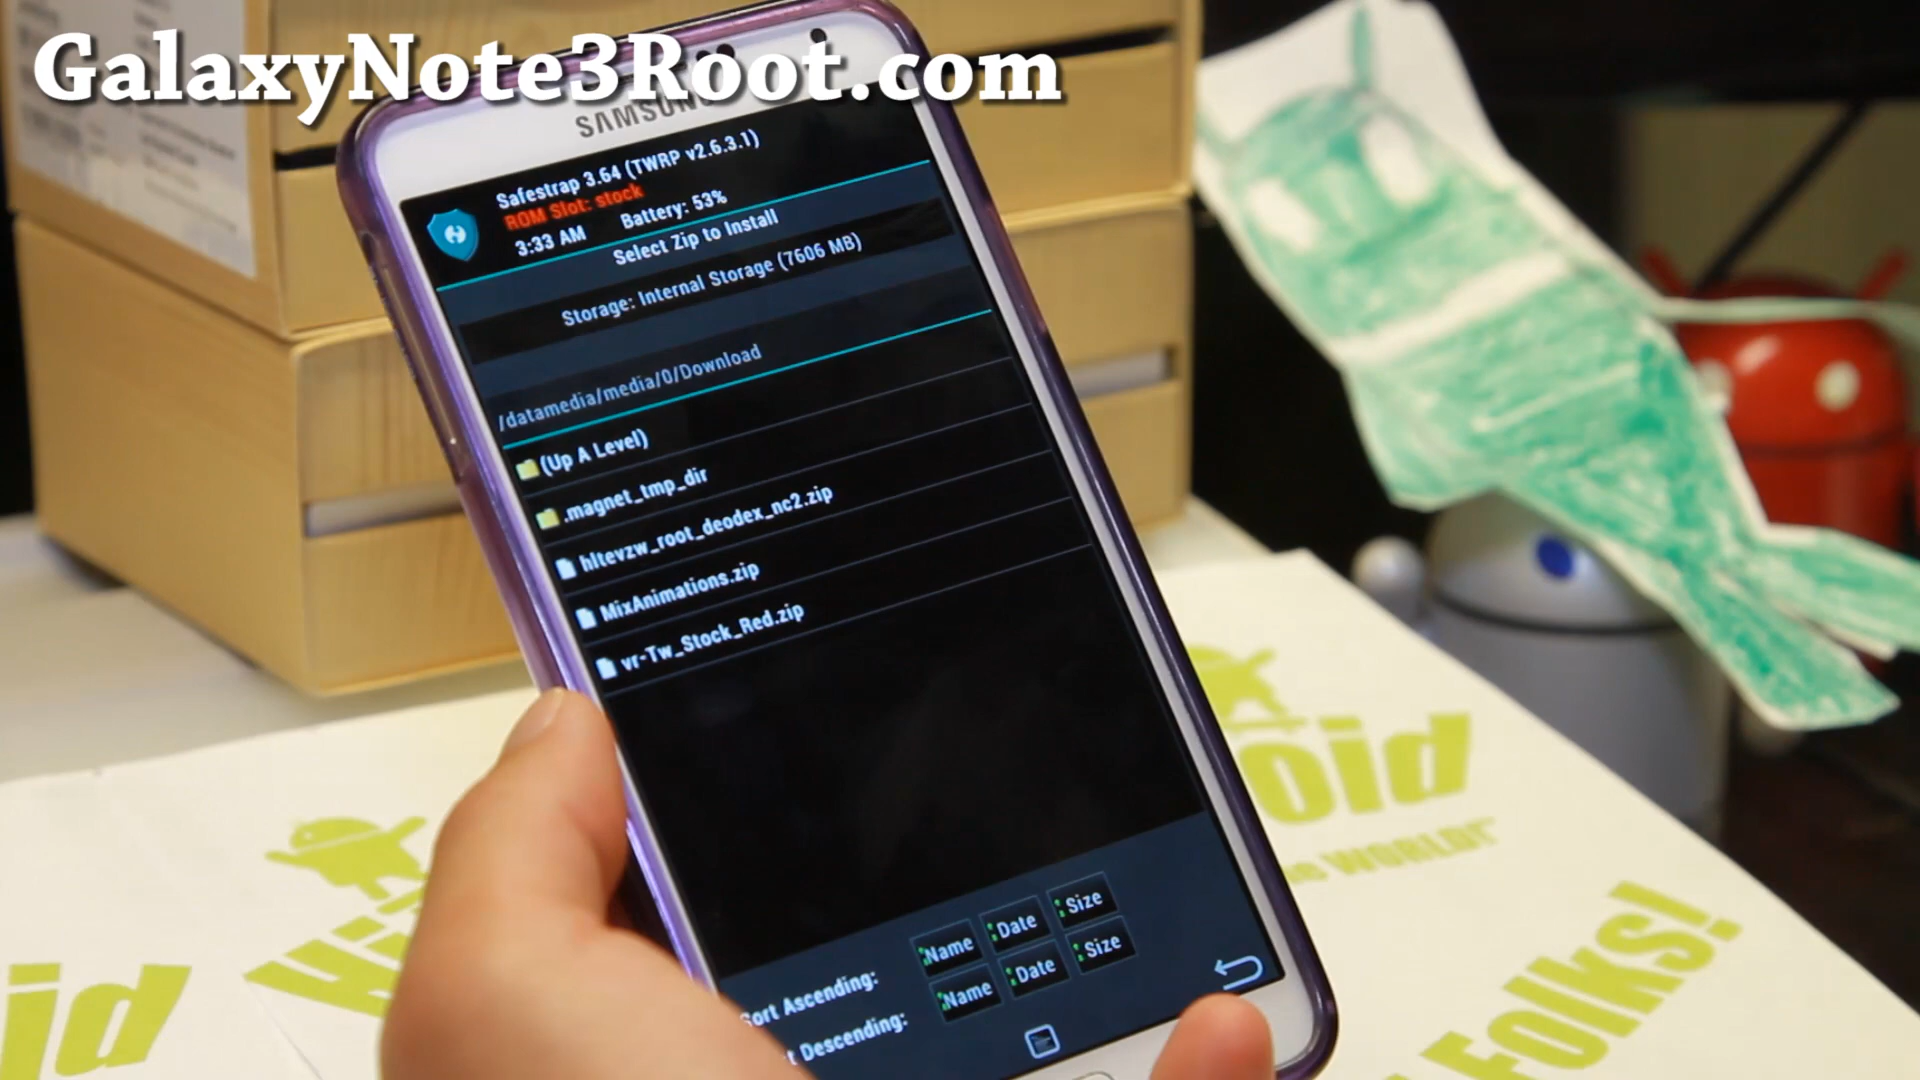 GalaxyNote3Root.com
SAMSUNG
Safestrap 3.64 (TWRP v2.6.3.1)
ROM Slot: stock
3:33 AM Battery: 53%
Select Zip to Install
Storage: Internal Storage (7606 MB)
/datamedia/media/0/Download
(Up A Level)
.magnet_tmp_dir
hltevzw_root_deodex_nc2.zip
MixAnimations.zip
vr-Tw_Stock_Red.zip
Sort Ascending: Name Date Size
Descending: Name Date Size
WORLD!"
Folks!